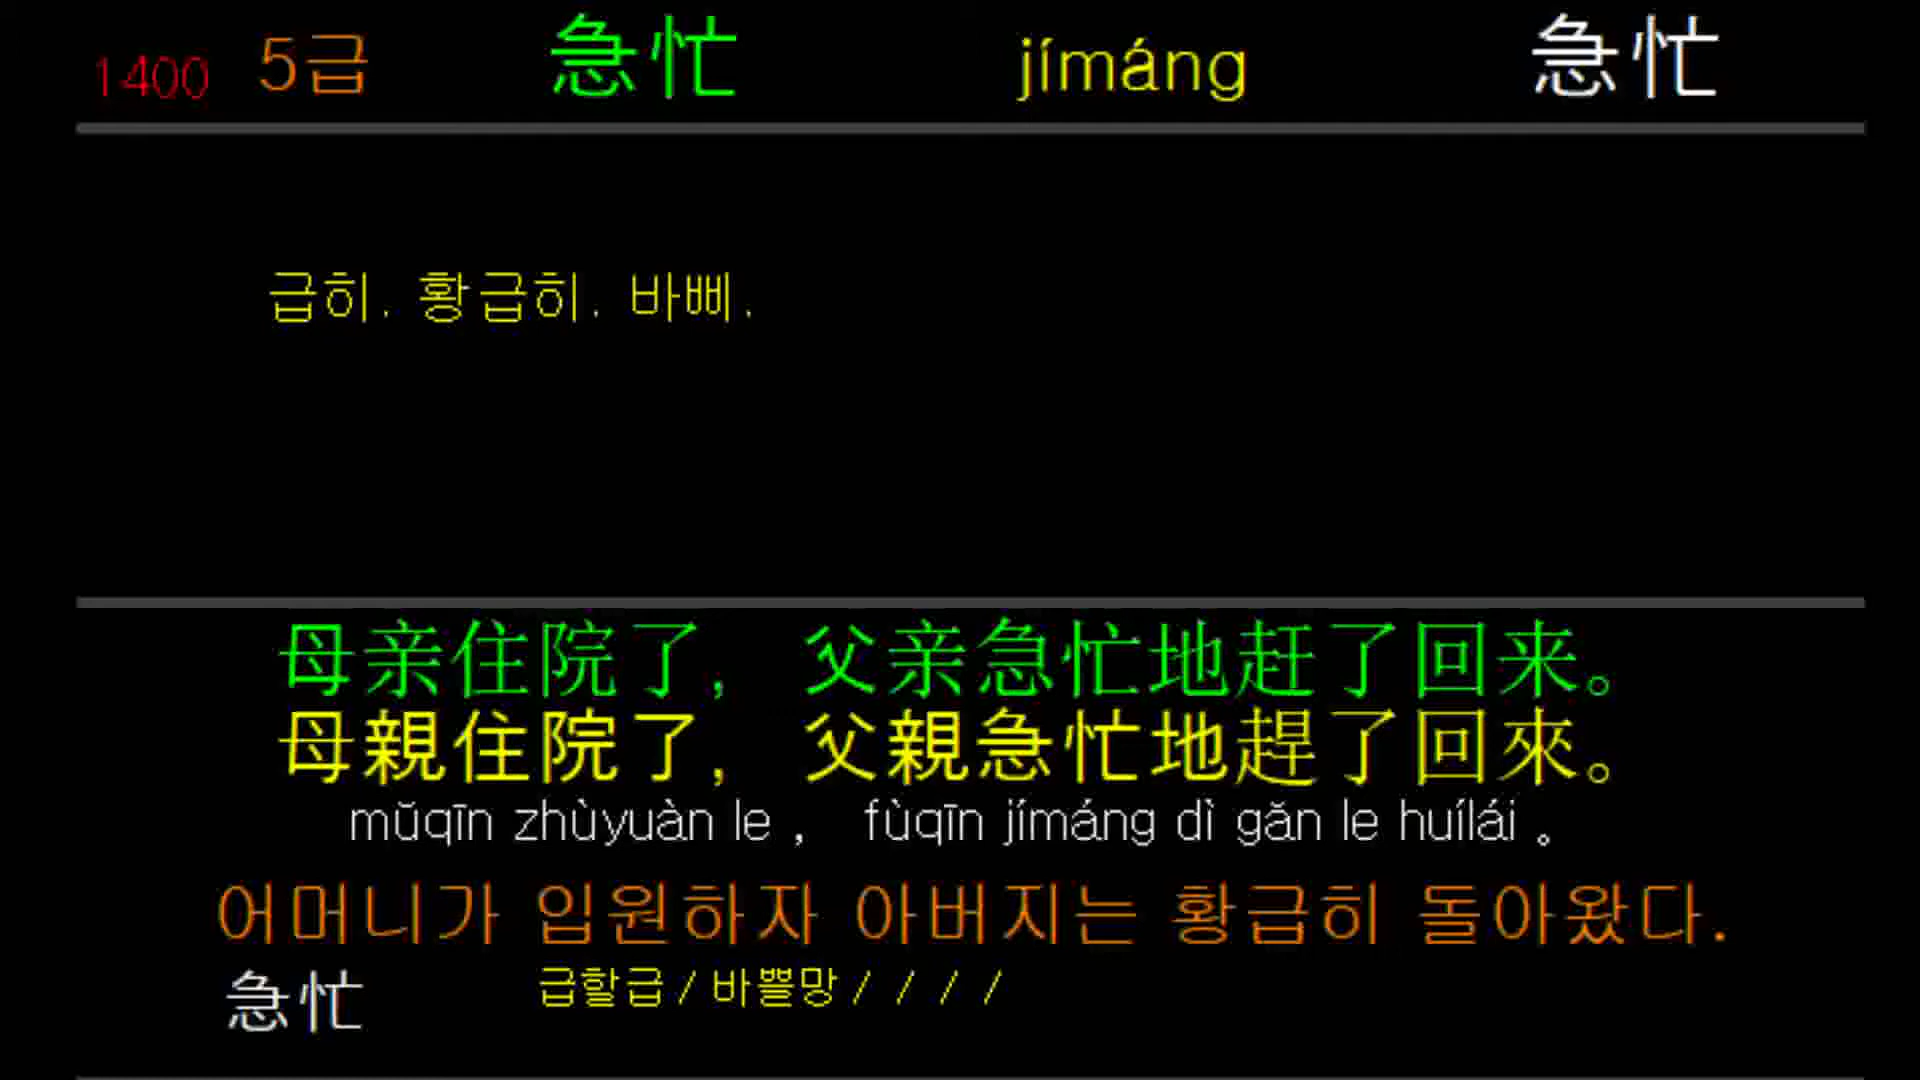 1400 5급 急忙 jímáng 急忙
급히. 황급히. 바삐.
母亲住院了, 父亲急忙地赶了回来。
母親住院了, 父親急忙地趕了回來。
mŭqīn zhùyuàn le , fùqīn jímáng dì găn le huílái 。
어머니가 입원하자 아버지는 황급히 돌아왔다.
急忙 급할급 / 바쁠망 / / / /